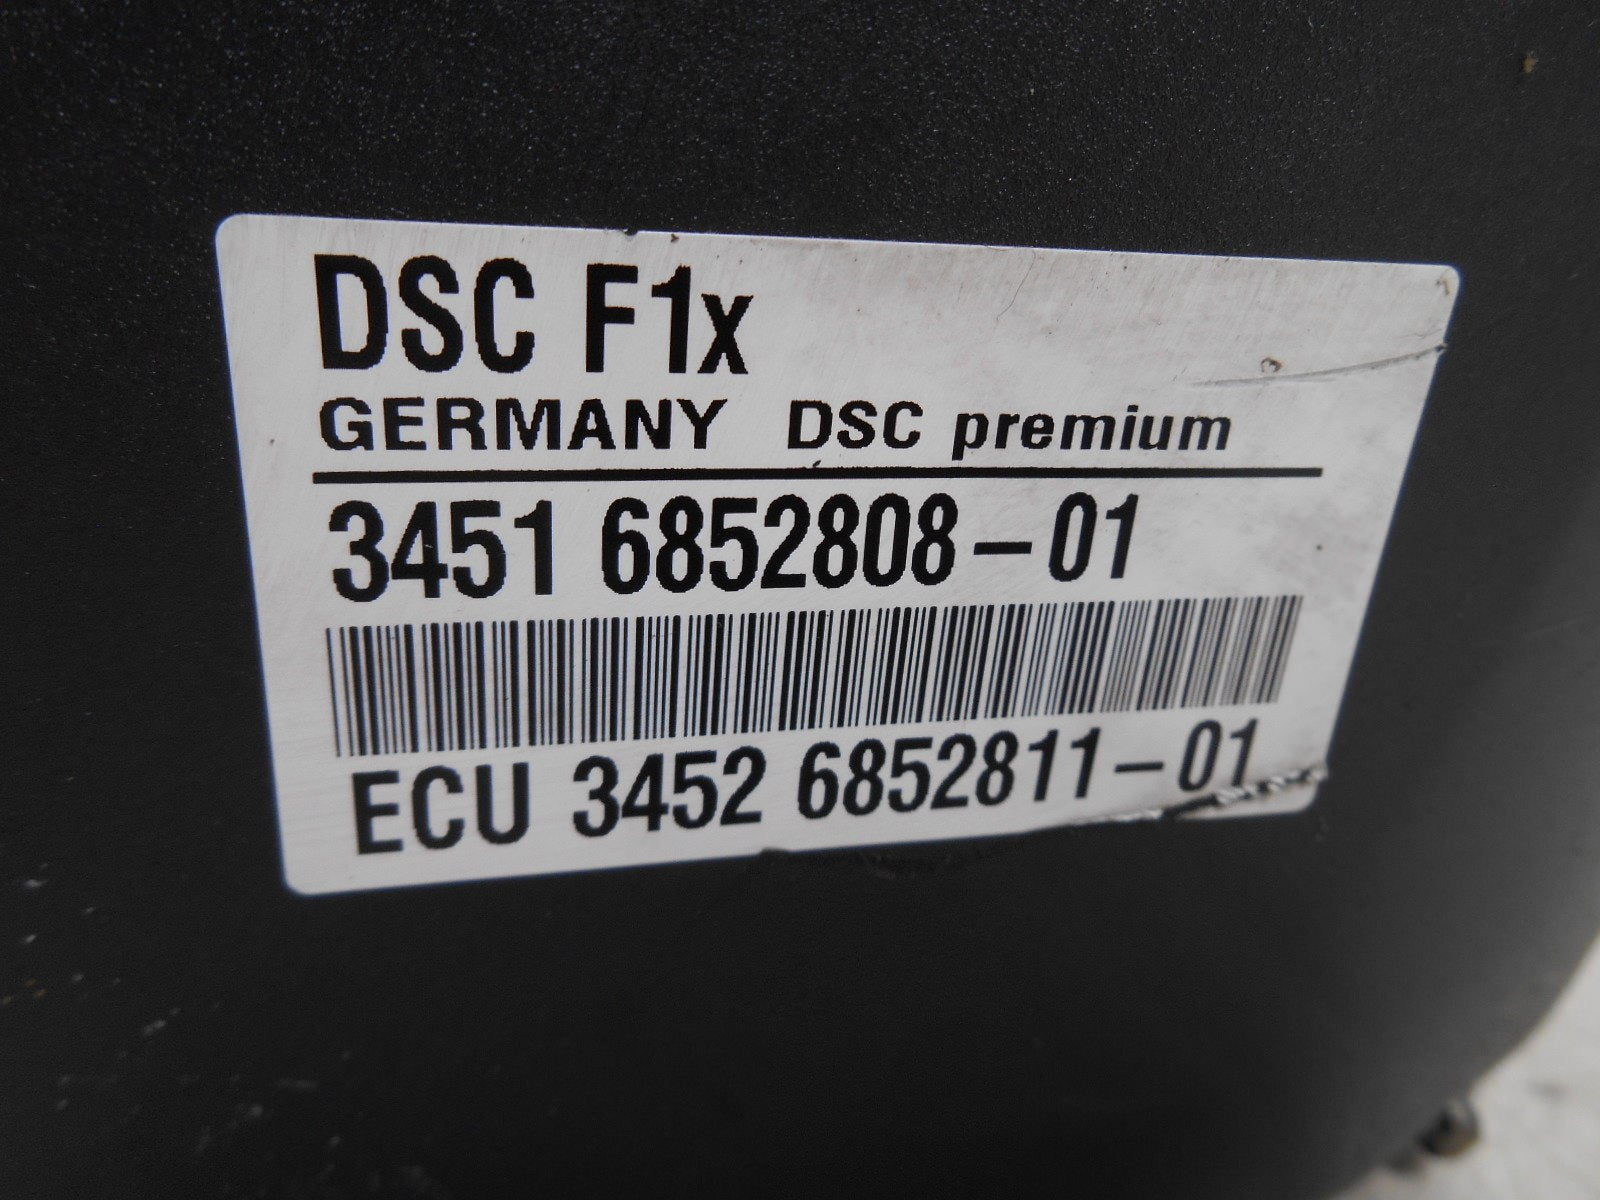 DSC F1x
GERMANY DSC premium
3451 6852808-01
ECU 3452 6852811-01